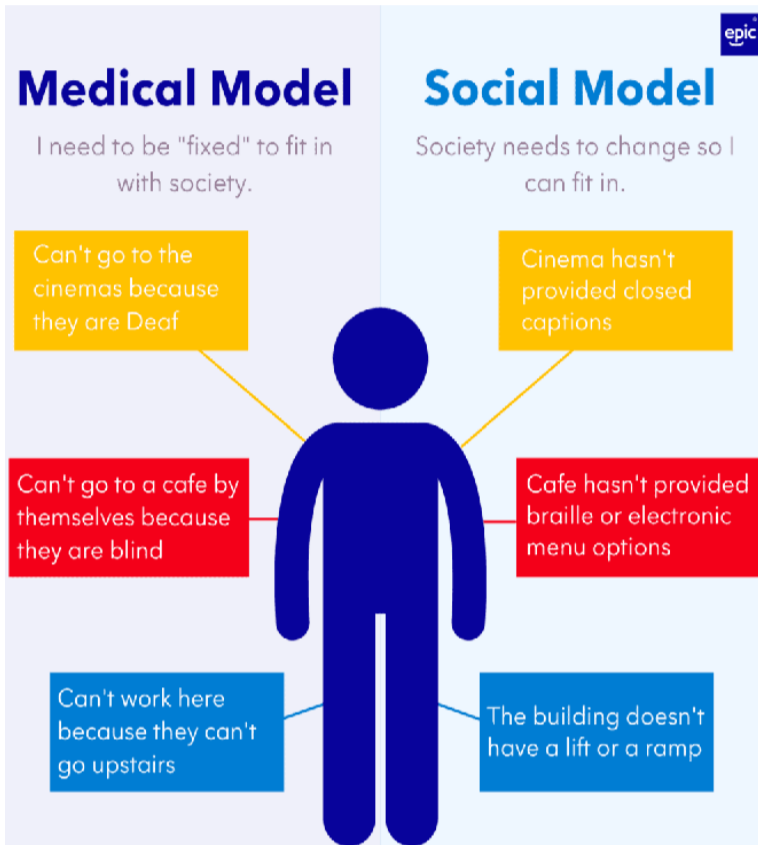 epic
Medical Model
I need to be "fixed" to fit in
with society.
Can't go to the
cinemas because
they are Deaf
Can't go to a cafe by
themselves because
they are blind
Can't work here
because they can't
go upstairs
Social Model
Society needs to change so I
can fit in.
Cinema hasn't
provided closed
captions
Cafe hasn't provided
braille or electronic
menu options
The building doesn't
have a lift or a ramp